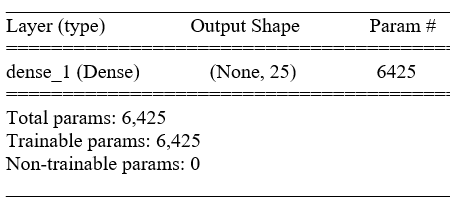 Layer (type) Output Shape Param #
dense_1 (Dense) (None, 25) 6425
Total params: 6,425
Trainable params: 6,425
Non-trainable params: 0